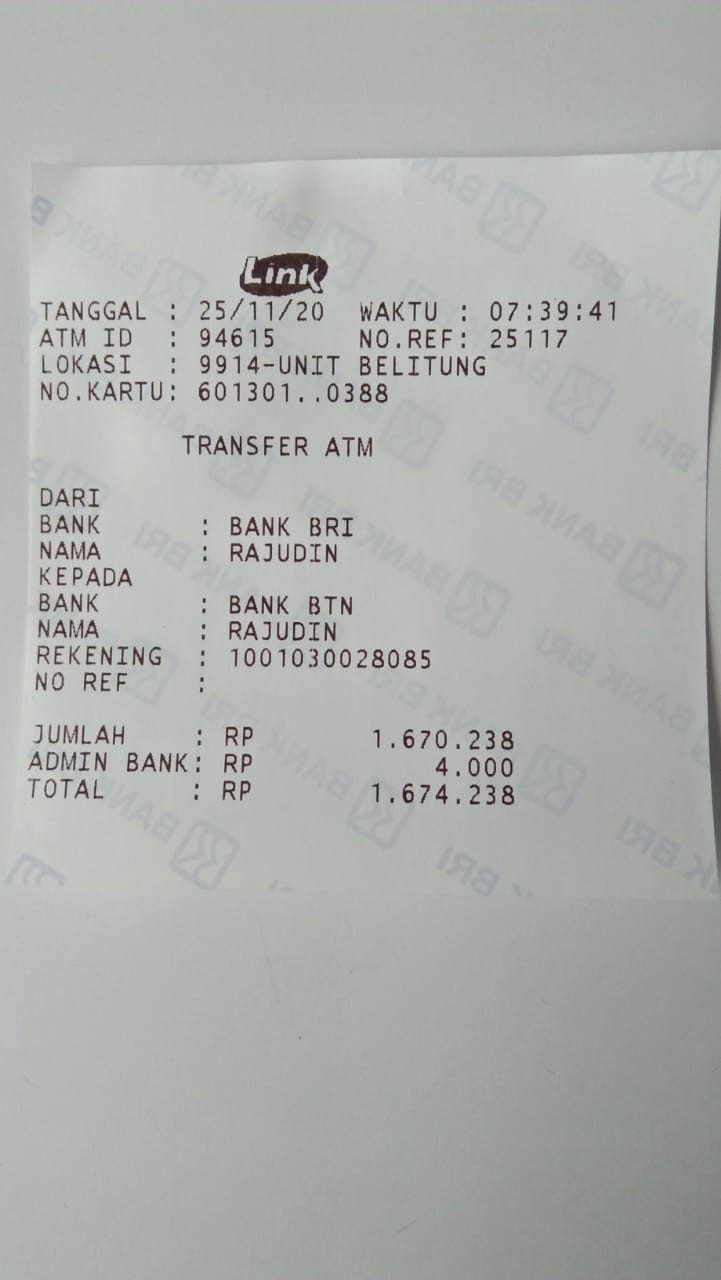 Link
TANGGAL : 25/11/20 WAKTU : 07:39:41
ATM ID : 94615 NO.REF: 25117
LOKASI : 9914-UNIT BELITUNG
NO.KARTU: 601301..0388
TRANSFER ATM
DARI
BANK : BANK BRI
NAMA : RAJUDIN
KEPADA
BANK : BANK BTN
NAMA : RAJUDIN
REKENING : 1001030028085
NO REF :
JUMLAH : RP 1.670.238
ADMIN BANK: RP 4.000
TOTAL : RP 1.674.238